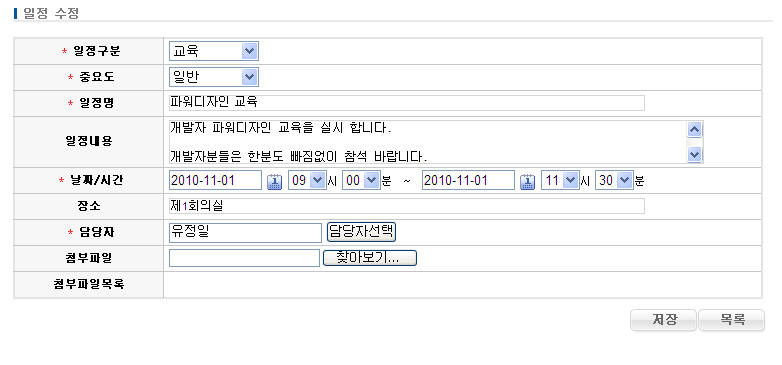 일정 수정
* 일정구분 교육
* 중요도 일반
* 일정명 파워디자인 교육
일정내용 개발자 파워디자인 교육을 실시 합니다.
개발자분들은 한분도 빠짐없이 참석 바랍니다.
* 날짜/시간 2010-11-01 09 시 00 분 ~ 2010-11-01 11 시 30 분
장소 제1회의실
* 담당자 유정일 담당자선택
첨부파일 찾아보기...
첨부파일목록
저장 목록